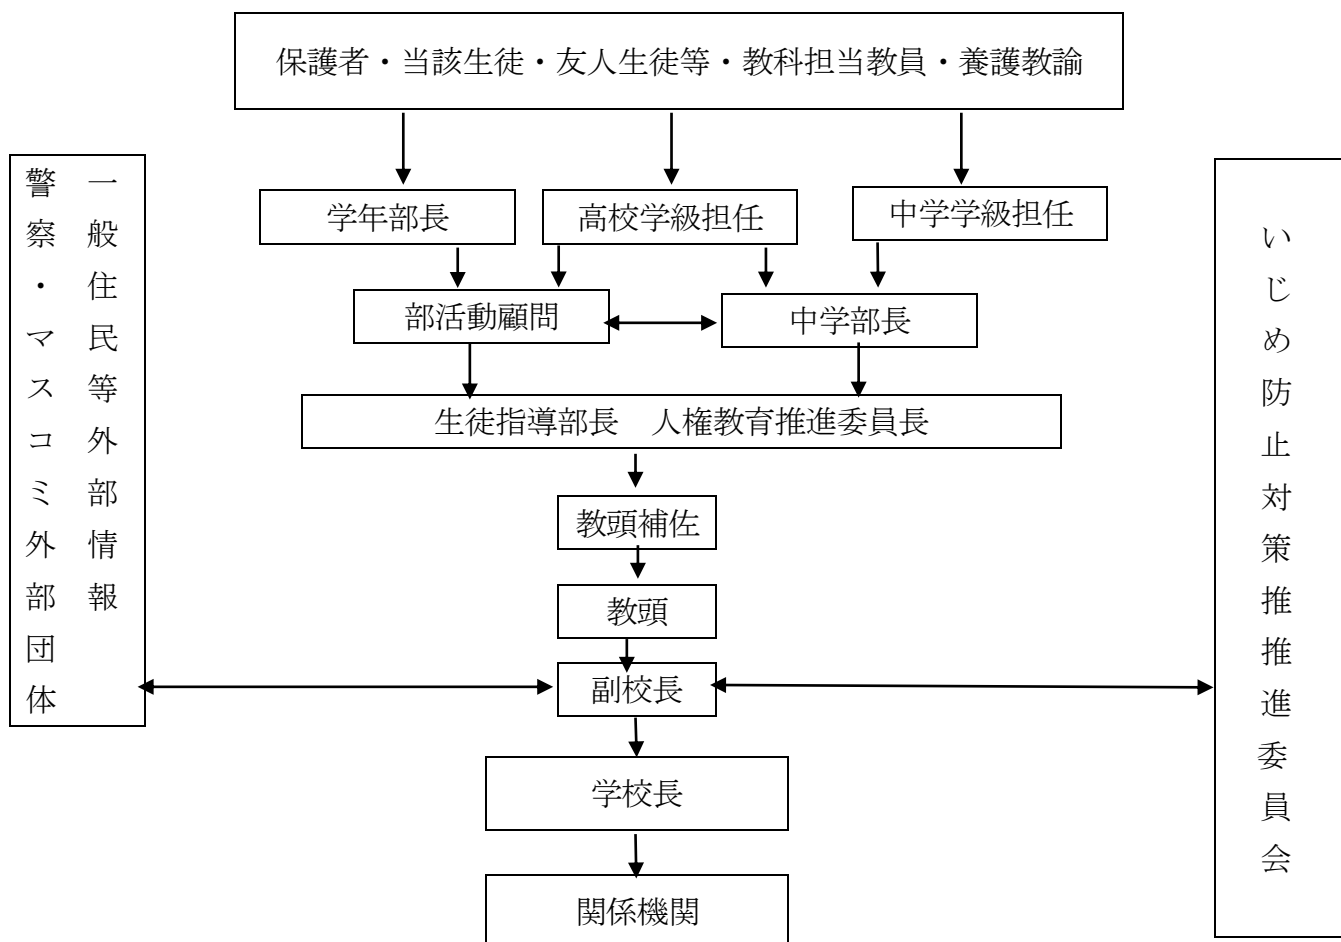 保護者・当該生徒・友人生徒等・教科担当教員・養護教諭
一般住民等外部情報
警察・マスコミ外部団体
いじめ防止対策推推進委員会
学年部長
高校学級担任
中学学級担任
部活動顧問
中学部長
生徒指導部長　人権教育推進委員長
教頭補佐
教頭
副校長
学校長
関係機関